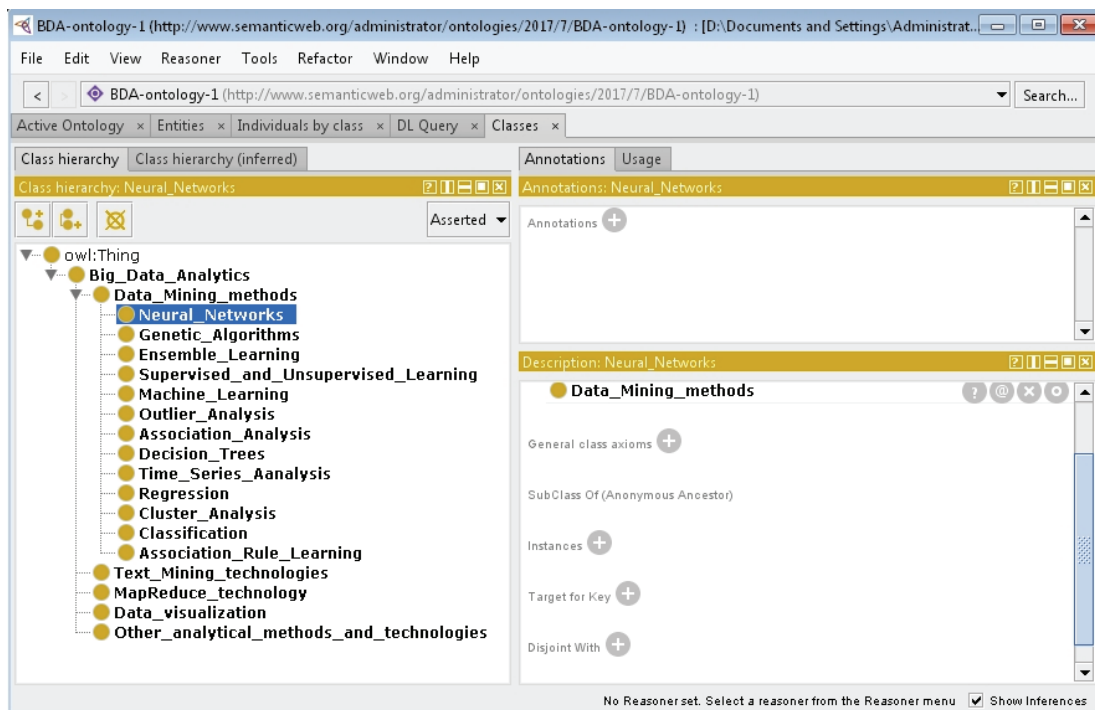 BDA-ontology-1 (http://www.semanticweb.org/administrator/ontologies/2017/7/BDA-ontology-1) : [D:\Documents and Settings\Administrat...
File Edit View Reasoner Tools Refactor Window Help
< > BDA-ontology-1 (http://www.semanticweb.org/administrator/ontologies/2017/7/BDA-ontology-1) Search...
Active Ontology × Entities × Individuals by class × DL Query × Classes ×
Class hierarchy Class hierarchy (inferred)
Class hierarchy: Neural_Networks
Asserted
owl:Thing
Big_Data_Analytics
Data_Mining_methods
Neural_Networks
Genetic_Algorithms
Ensemble_Learning
Supervised_and_Unsupervised_Learning
Machine_Learning
Outlier_Analysis
Association_Analysis
Decision_Trees
Time_Series_Aanalysis
Regression
Cluster_Analysis
Classification
Association_Rule_Learning
Text_Mining_technologies
MapReduce_technology
Data_visualization
Other_analytical_methods_and_technologies
Annotations Usage
Annotations: Neural_Networks
Annotations
Description: Neural_Networks
Data_Mining_methods
General class axioms
SubClass Of (Anonymous Ancestor)
Instances
Target for Key
Disjoint With
No Reasoner set. Select a reasoner from the Reasoner menu Show Inferences